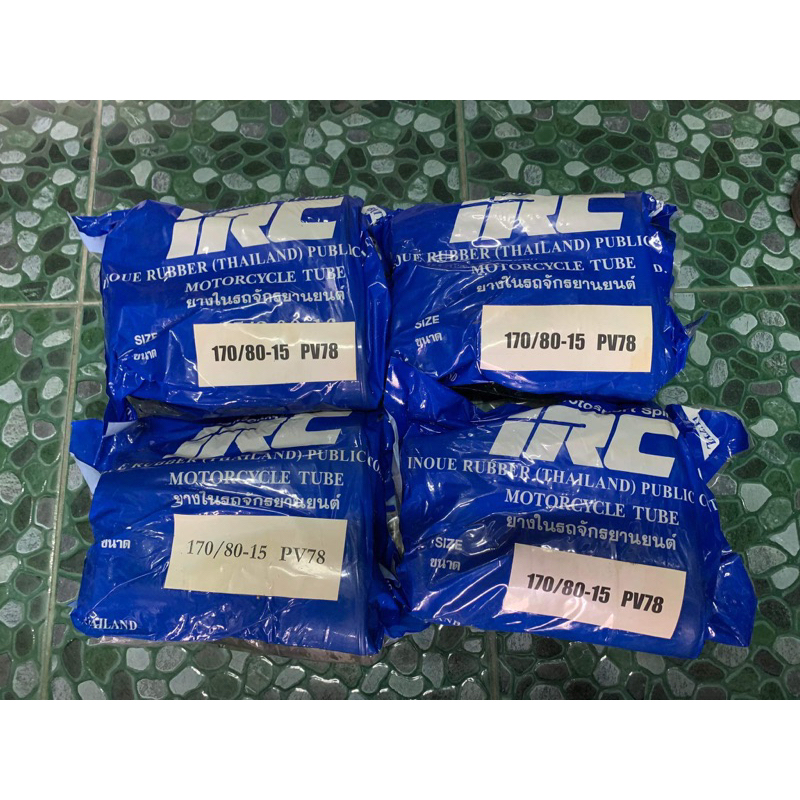 iRC
INOUE RUBBER (THAILAND) PUBLIC
MOTORCYCLE TUBE
ยางในรถจักรยานยนต์
SIZE
ขนาด
170/80-15 PV78
iRC
OUE RUBBER (THAILAND) PUBLIC
MOTORCYCLE TUBE D.
ยางในรถจักรยานยนต์
SIZE
ขนาด
170/80-15 PV78
iRC
E RUBBER (THAILAND) PUBLIC CO
MOTORCYCLE TUBE
ยางในรถจักรยานยนต์
ขนาด
170/80-15 PV78
AILAND
iRC
INOUE RUBBER (THAILAND) PUBLIC C
MOTORCYCLE TUBE
ยางในรถจักรยานยนต์
SIZE
ขนาด
170/80-15 PV78